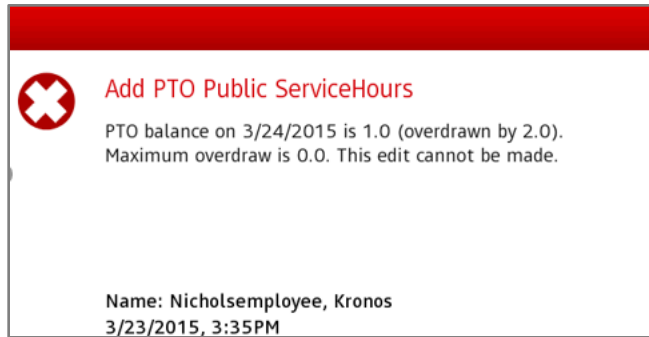 Add PTO Public ServiceHours
PTO balance on 3/24/2015 is 1.0 (overdrawn by 2.0).
Maximum overdraw is 0.0. This edit cannot be made.
Name: Nicholsemployee, Kronos
3/23/2015, 3:35PM